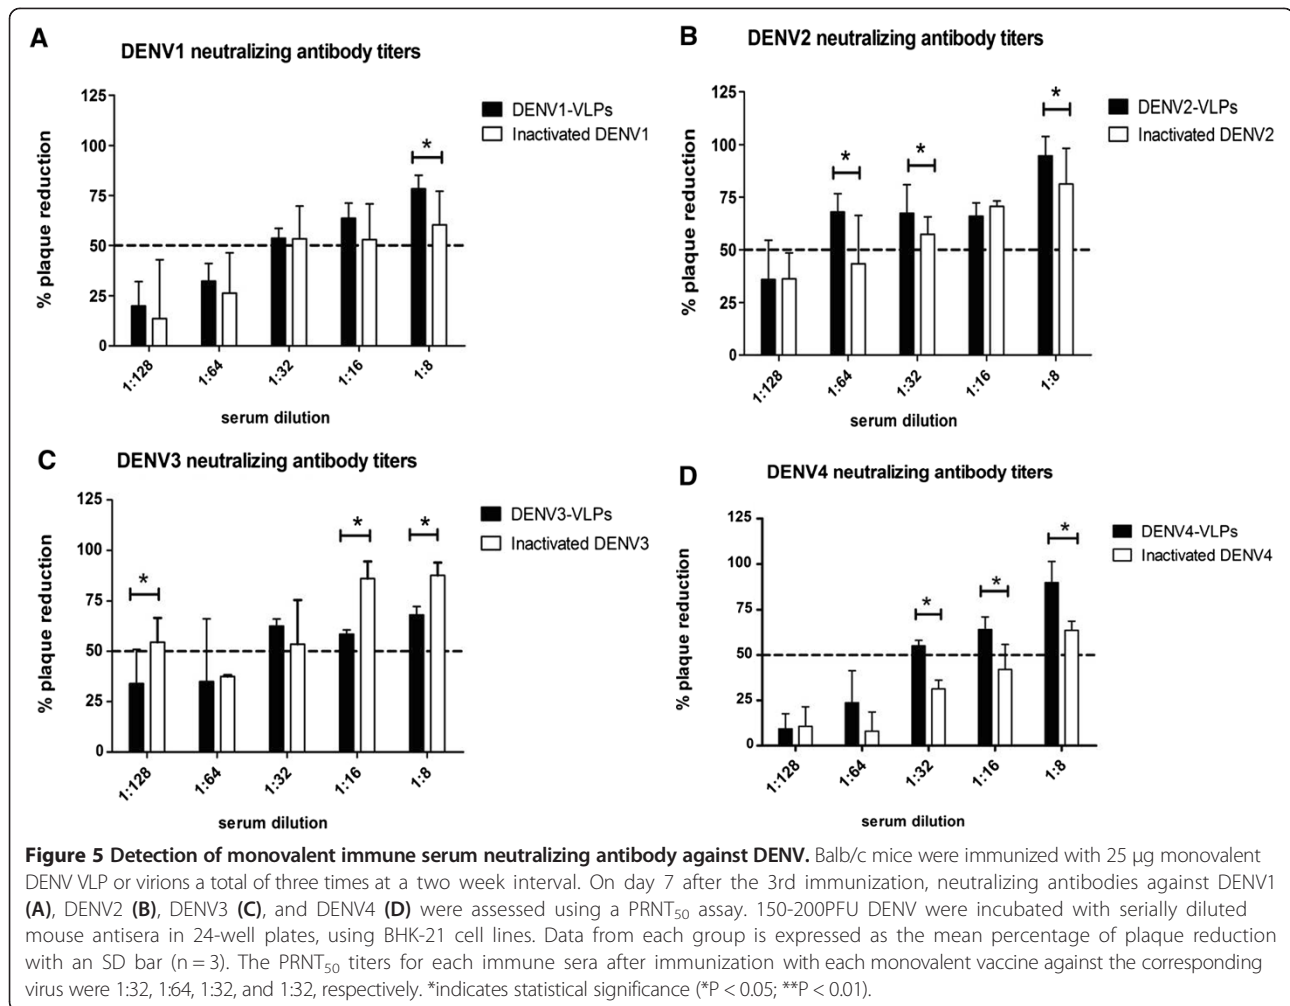 A
DENV1 neutralizing antibody titers
125
100
75
50
25
0
% plaque reduction
DENV1-VLPs
Inactivated DENV1
*
1:128
1:64
1:32
1:16
1:8
serum dilution
B
DENV2 neutralizing antibody titers
125
100
75
50
25
0
% plaque reduction
DENV2-VLPs
Inactivated DENV2
*
*
*
1:128
1:64
1:32
1:16
1:8
serum dilution
C
DENV3 neutralizing antibody titers
125
100
75
50
25
0
% plaque reduction
DENV3-VLPs
Inactivated DENV3
*
*
*
1:128
1:64
1:32
1:16
1:8
serum dilution
D
DENV4 neutralizing antibody titers
125
100
75
50
25
0
% plaque reduction
DENV4-VLPs
Inactivated DENV4
*
*
*
1:128
1:64
1:32
1:16
1:8
serum dilution
Figure 5 Detection of monovalent immune serum neutralizing antibody against DENV. Balb/c mice were immunized with 25 μg monovalent
DENV VLP or virions a total of three times at a two week interval. On day 7 after the 3rd immunization, neutralizing antibodies against DENV1
(A), DENV2 (B), DENV3 (C), and DENV4 (D) were assessed using a PRNT₅₀ assay. 150-200PFU DENV were incubated with serially diluted
mouse antisera in 24-well plates, using BHK-21 cell lines. Data from each group is expressed as the mean percentage of plaque reduction
with an SD bar (n = 3). The PRNT₅₀ titers for each immune sera after immunization with each monovalent vaccine against the corresponding
virus were 1:32, 1:64, 1:32, and 1:32, respectively. *indicates statistical significance (*P < 0.05; **P < 0.01).